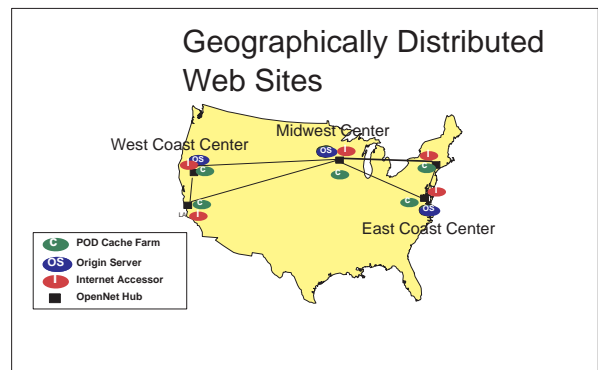 Geographically Distributed
Web Sites
Midwest Center
West Coast Center
OS
I
I
OS
I
C
C
C
C
I
C
LA
I
OS
East Coast Center
C POD Cache Farm
OS Origin Server
I Internet Accessor
OpenNet Hub